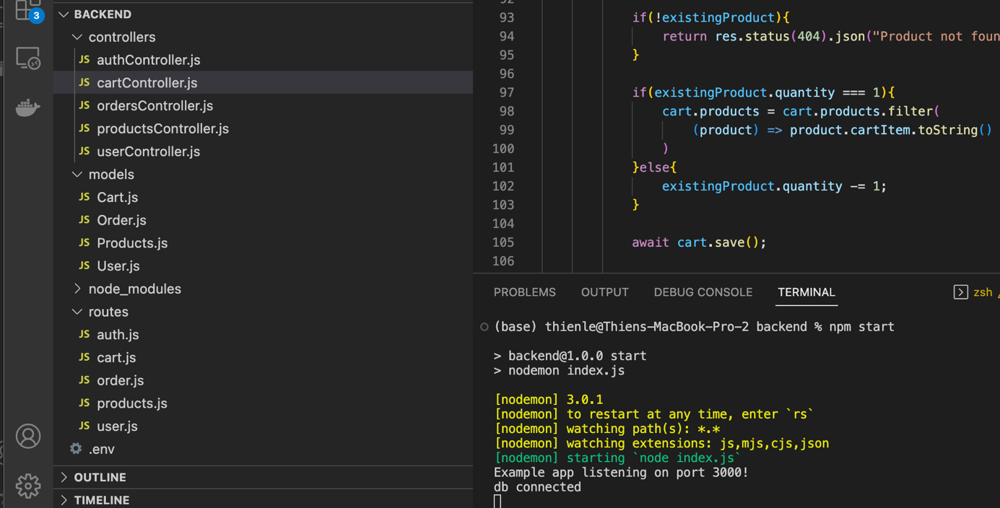 3
BACKEND
controllers
JS authController.js
JS cartController.js
JS ordersController.js
JS productsController.js
JS userController.js
models
JS Cart.js
JS Order.js
JS Products.js
JS User.js
node_modules
routes
JS auth.js
JS cart.js
JS order.js
JS products.js
JS user.js
.env
OUTLINE
TIMELINE
92
93 if(!existingProduct){
94 return res.status(404).json("Product not foun
95 }
96
97 if(existingProduct.quantity === 1){
98 cart.products = cart.products.filter(
99 (product) => product.cartItem.toString()
100 )
101 }else{
102 existingProduct.quantity -= 1;
103 }
104
105 await cart.save();
106
PROBLEMS OUTPUT DEBUG CONSOLE TERMINAL zsh
(base) thienle@Thiens-MacBook-Pro-2 backend % npm start
> backend@1.0.0 start
> nodemon index.js
[nodemon] 3.0.1
[nodemon] to restart at any time, enter `rs`
[nodemon] watching path(s): *.*
[nodemon] watching extensions: js,mjs,cjs,json
[nodemon] starting `node index.js`
Example app listening on port 3000!
db connected